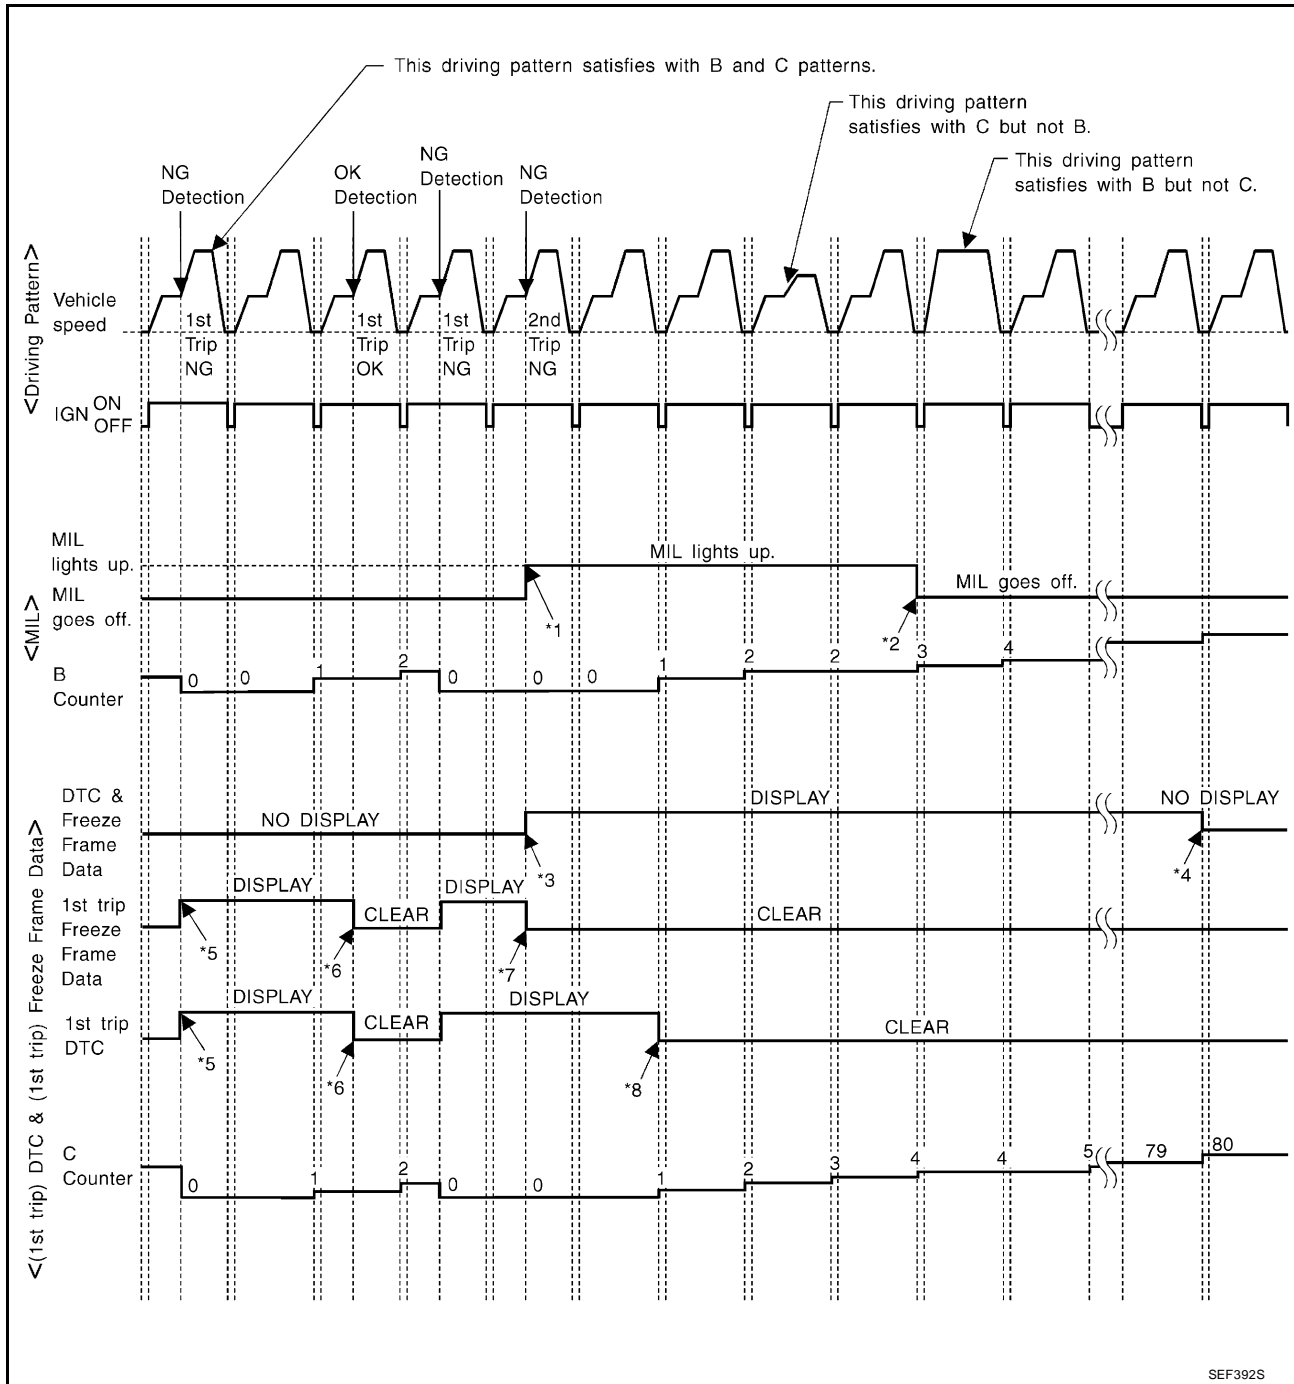 This driving pattern satisfies with B and C patterns.
This driving pattern
satisfies with C but not B.
This driving pattern
satisfies with B but not C.
NG
Detection
OK
Detection
NG
Detection
NG
Detection
<Driving Pattern>
Vehicle
speed
1st
Trip
NG
1st
Trip
OK
1st
Trip
NG
2nd
Trip
NG
IGN ON
OFF
<MIL>
MIL
lights up.
MIL lights up.
MIL
goes off.
MIL goes off.
*1
*2
B
Counter
0 0 1 2 0 0 0 1 2 2 3 4
<(1st trip) DTC & (1st trip) Freeze Frame Data>
DTC &
Freeze
Frame
Data
NO DISPLAY
DISPLAY
NO DISPLAY
*3
*4
1st trip
Freeze
Frame
Data
DISPLAY
CLEAR
DISPLAY
CLEAR
*5
*6
*7
1st trip
DTC
DISPLAY
CLEAR
DISPLAY
CLEAR
*5
*6
*8
C
Counter
0 1 2 0 0 1 2 3 4 4 5 79 80
SEF392S